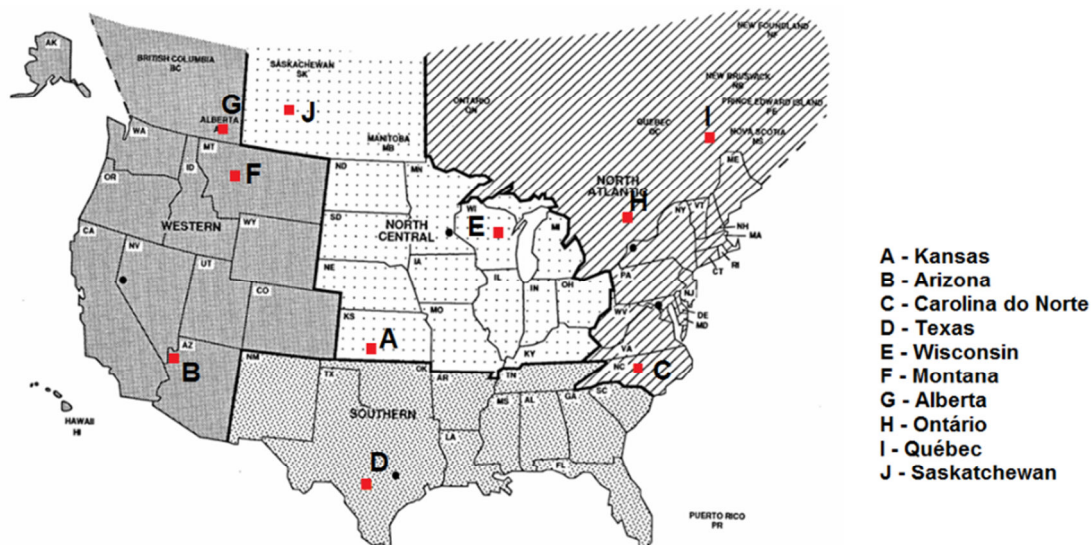 NEW FOUNDLAND
NF
AK
BRITISH COLUMBIA
BC
SASKATCHEWAN
SK
ONTARIO
ON
NEW BRUSWICK
NB
PRINCE EDWARD ISLAND
PE
QUEBEC
QC
NOVA SCOTIA
NS
G
ALBERTA
J
I
MANITOBA
MB
WA
MT
ND
MN
ME
F
ID
OR
NORTH
ATLANTIC
H
WI
NY
VT
NH
MA
SD
E
MI
WESTERN
WY
NORTH
CENTRAL
CA
NV
IA
PA
CT
RI
NE
UT
IL
IN
OH
NJ
CO
WV
DE
MD
KS
MO
A
VA
KY
AZ
NM
OK
TN
NC
C
B
TX
AR
MS
AL
GA
SC
SOUTHERN
HAWAII
HI
LA
D
FL
PUERTO RICO
PR
A - Kansas
B - Arizona
C - Carolina do Norte
D - Texas
E - Wisconsin
F - Montana
G - Alberta
H - Ontário
I - Québec
J - Saskatchewan